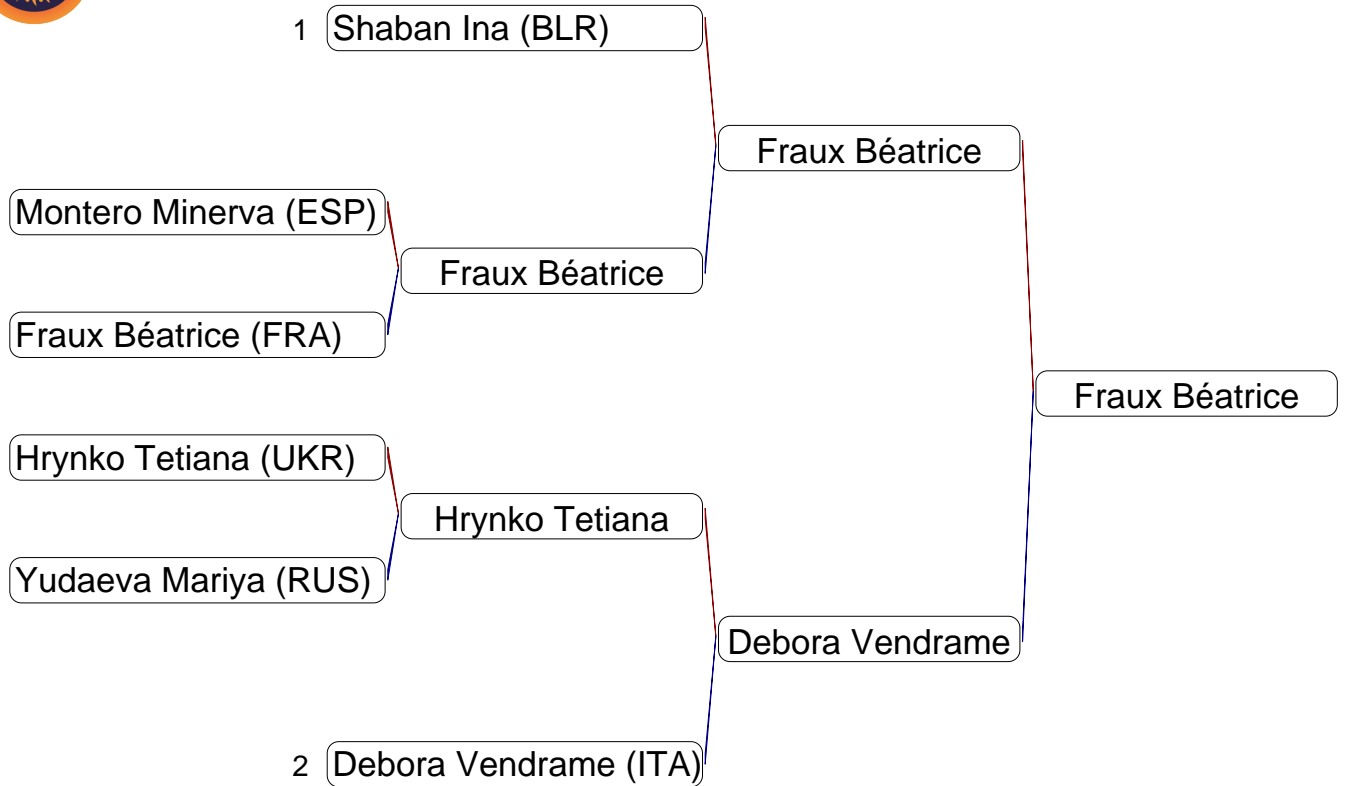 1 Shaban Ina (BLR)
Fraux Béatrice
Montero Minerva (ESP)
Fraux Béatrice
Fraux Béatrice (FRA)
Fraux Béatrice
Hrynko Tetiana (UKR)
Hrynko Tetiana
Yudaeva Mariya (RUS)
Debora Vendrame
2 Debora Vendrame (ITA)